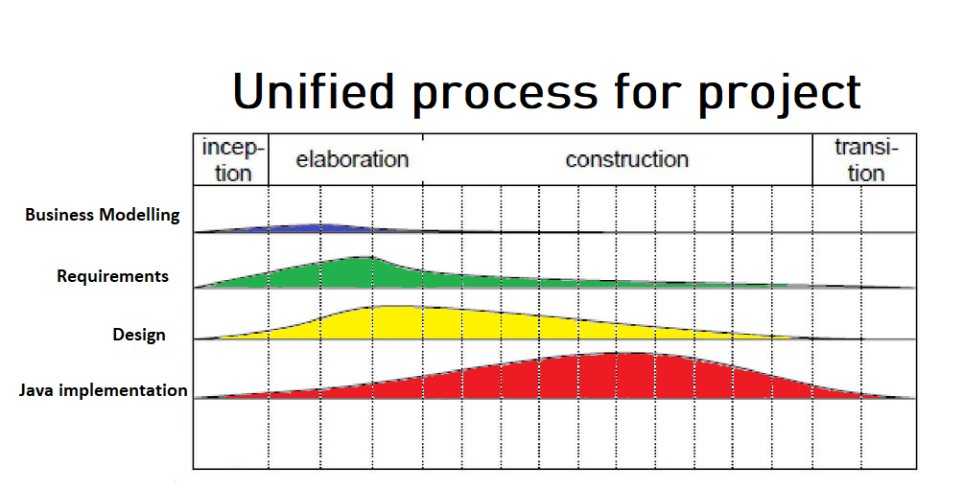 Unified process for project
incep-
tion
elaboration
construction
transi-
tion
Business Modelling
Requirements
Design
Java implementation